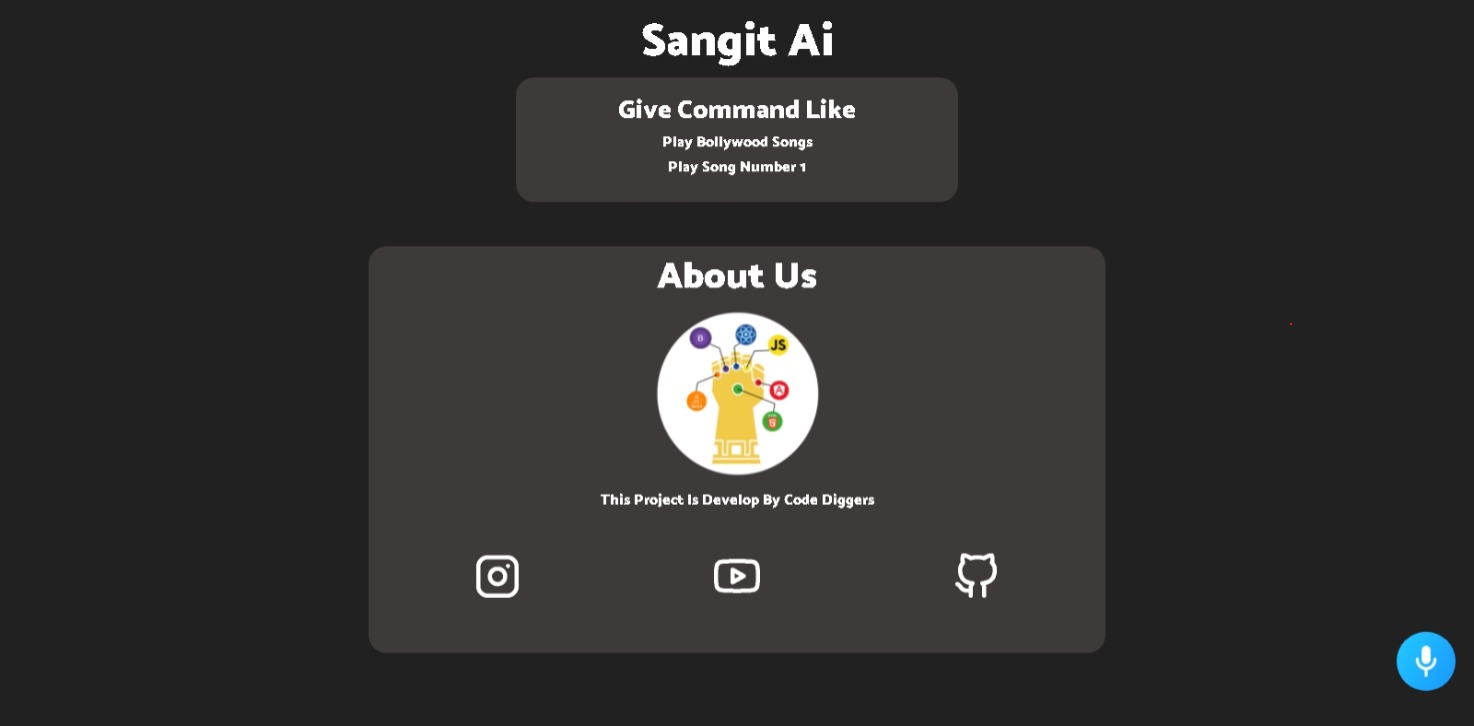 Sangit Ai
Give Command Like
Play Bollywood Songs
Play Song Number 1
About Us
JS
This Project Is Develop By Code Diggers